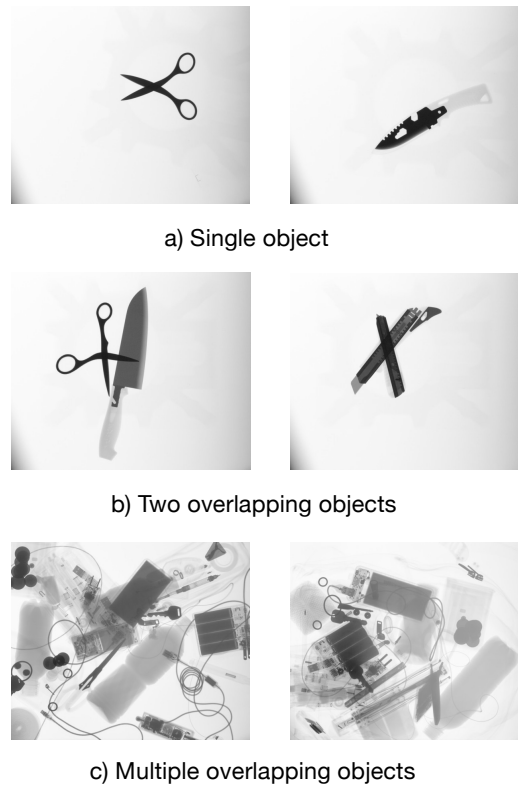 a) Single object
b) Two overlapping objects
c) Multiple overlapping objects